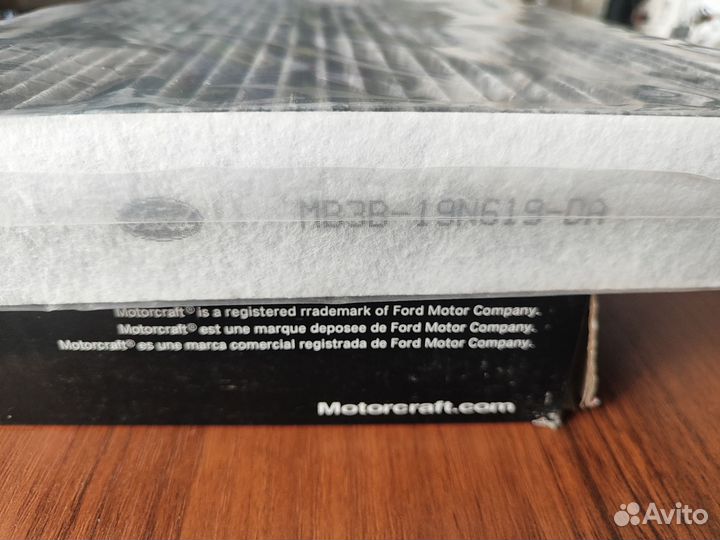 MB3B-19N619-DA
Motorcraft® is a registered rrademark of Ford Motor Company.
Motorcraft® est une marque deposee de Ford Motor Company.
Motorcraft® es une marca comercial registrada de Ford Motor Company.
Motorcraft.com
Avito